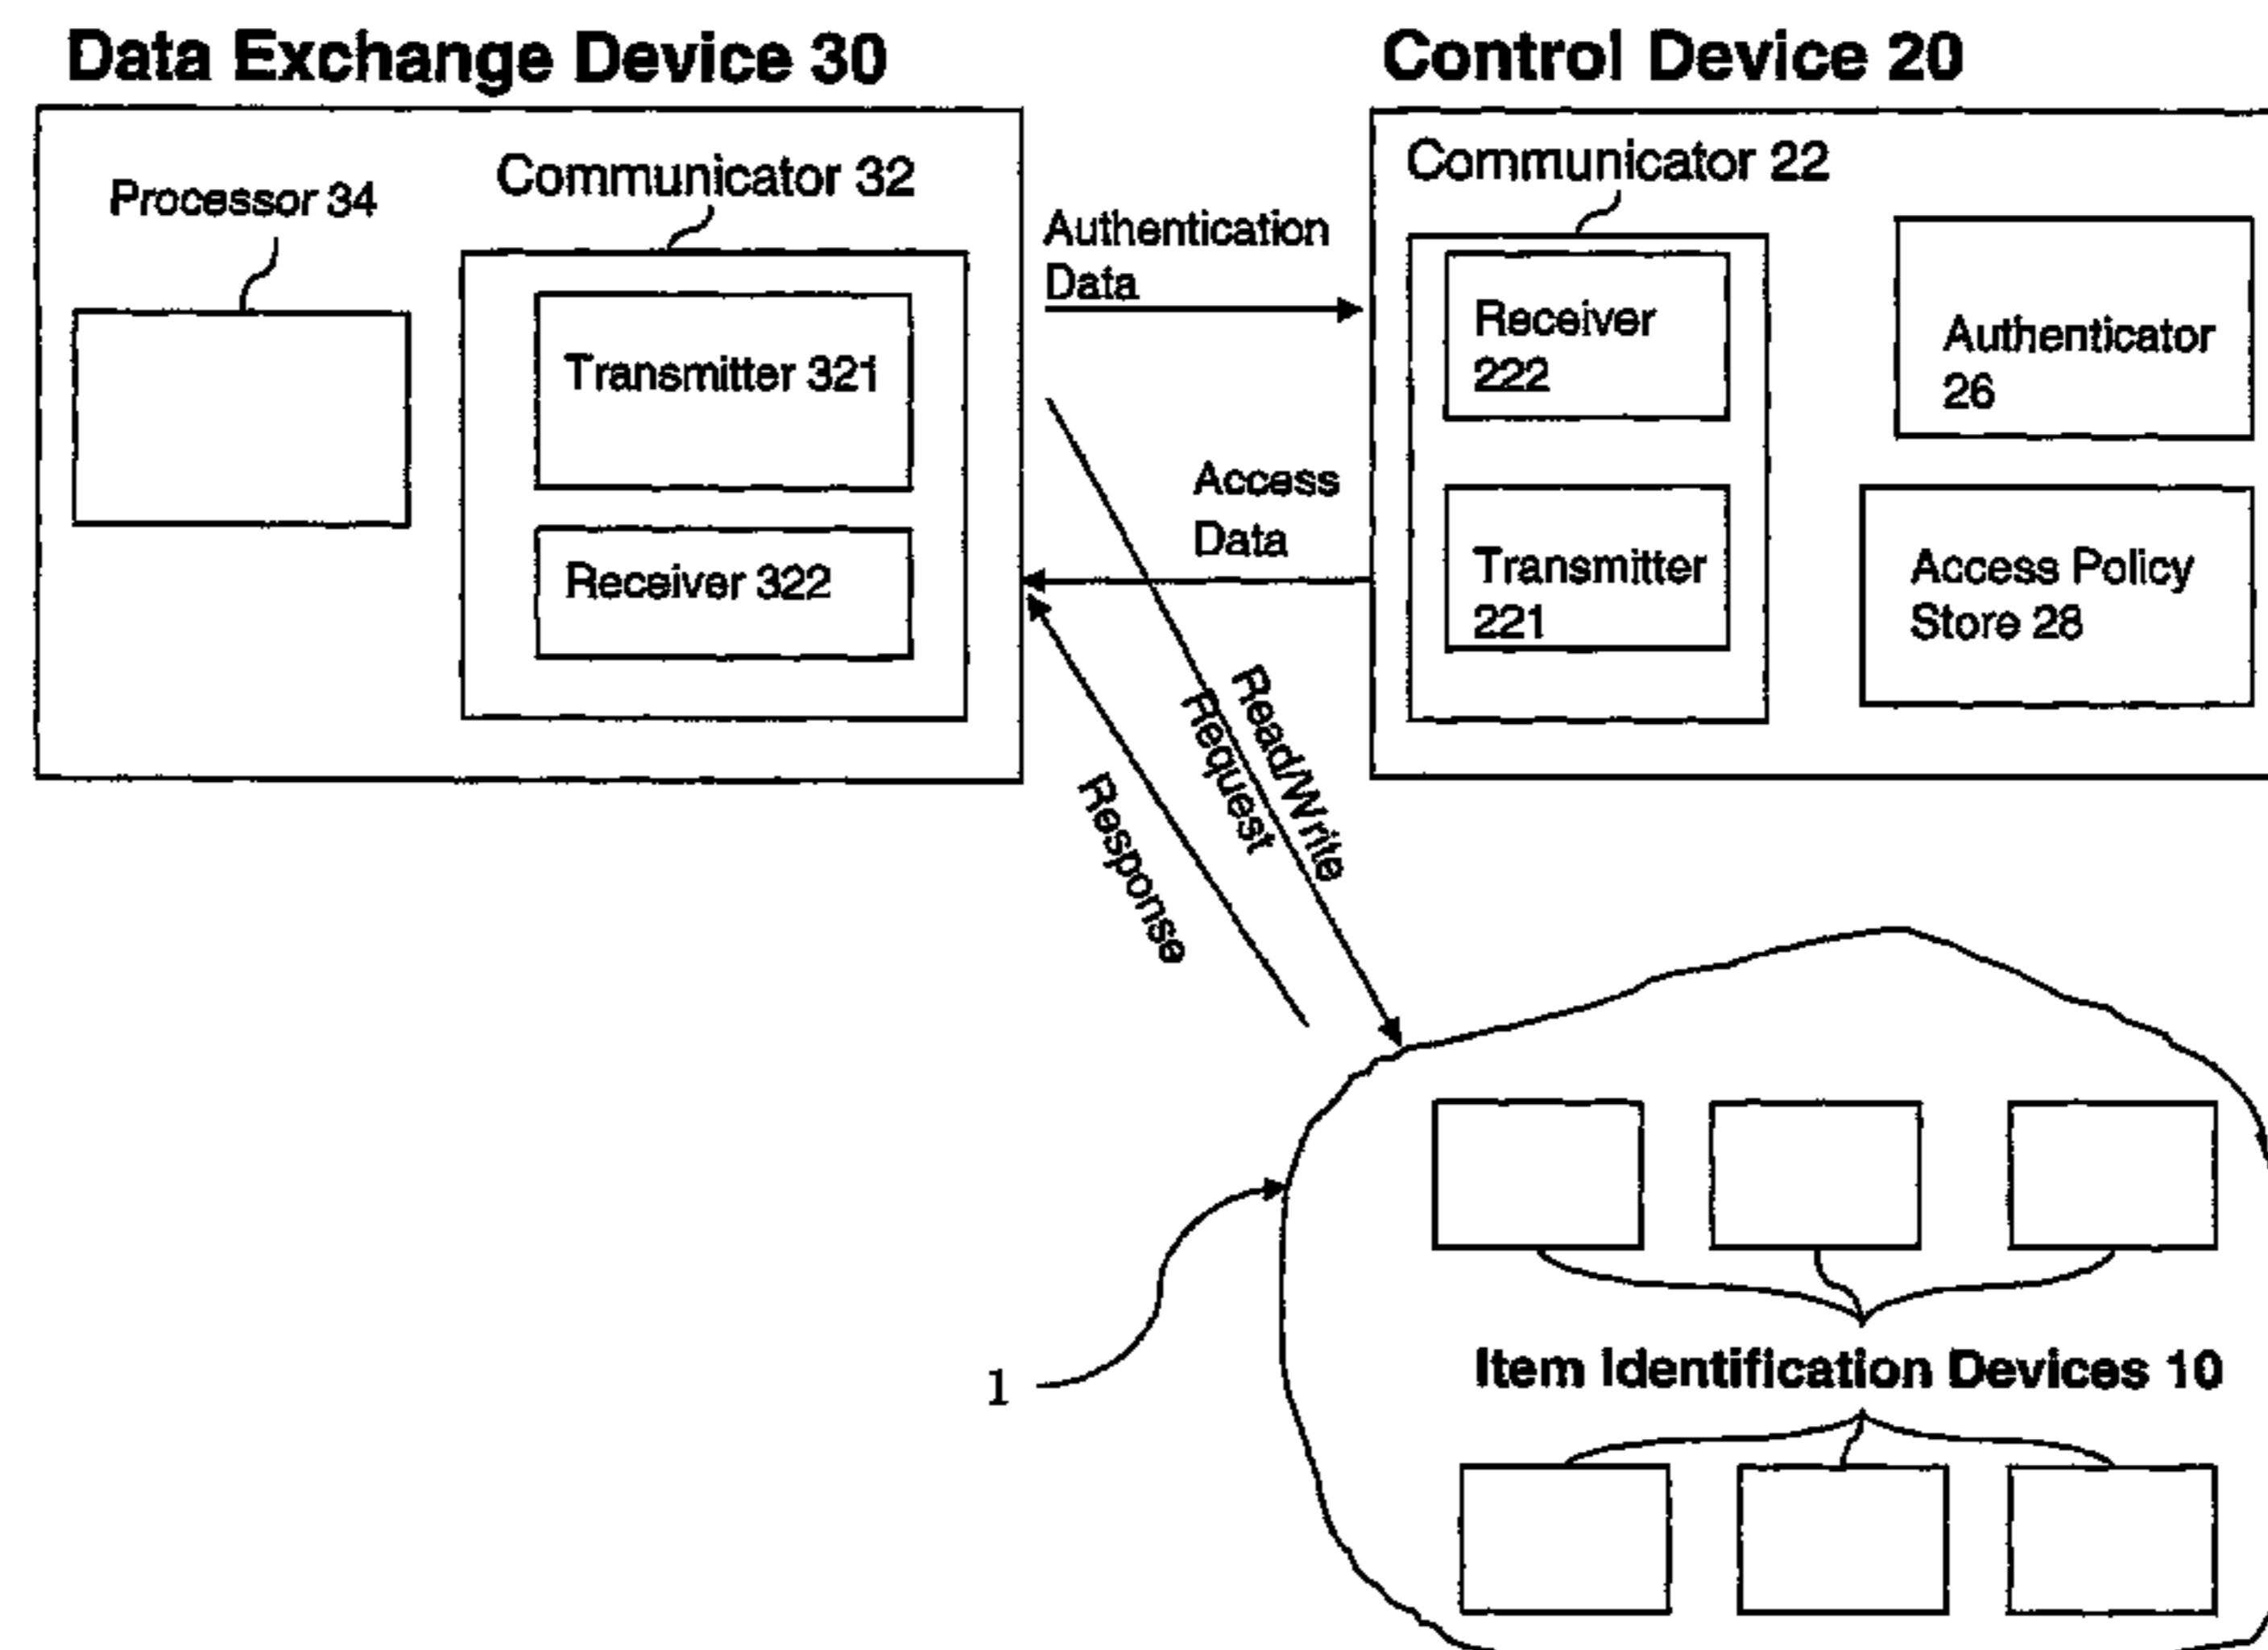 Data Exchange Device 30
Control Device 20
Processor 34
Communicator 32
Transmitter 321
Receiver 322
Authentication
Data
Access
Data
Communicator 22
Receiver
222
Transmitter
221
Authenticator
26
Access Policy
Store 28
Read/Write
Request
Response
1
Item Identification Devices 10